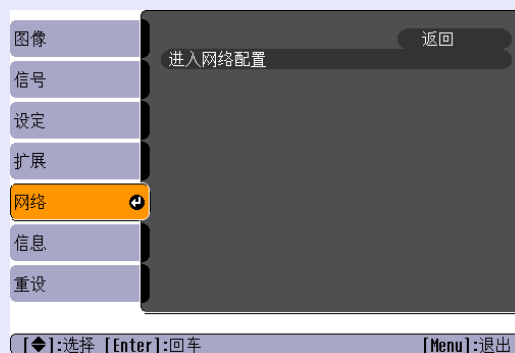 图像
信号
设定
扩展
网络
信息
重设
返回
进入网络配置
[◆]:选择 [Enter]:回车 [Menu]:退出